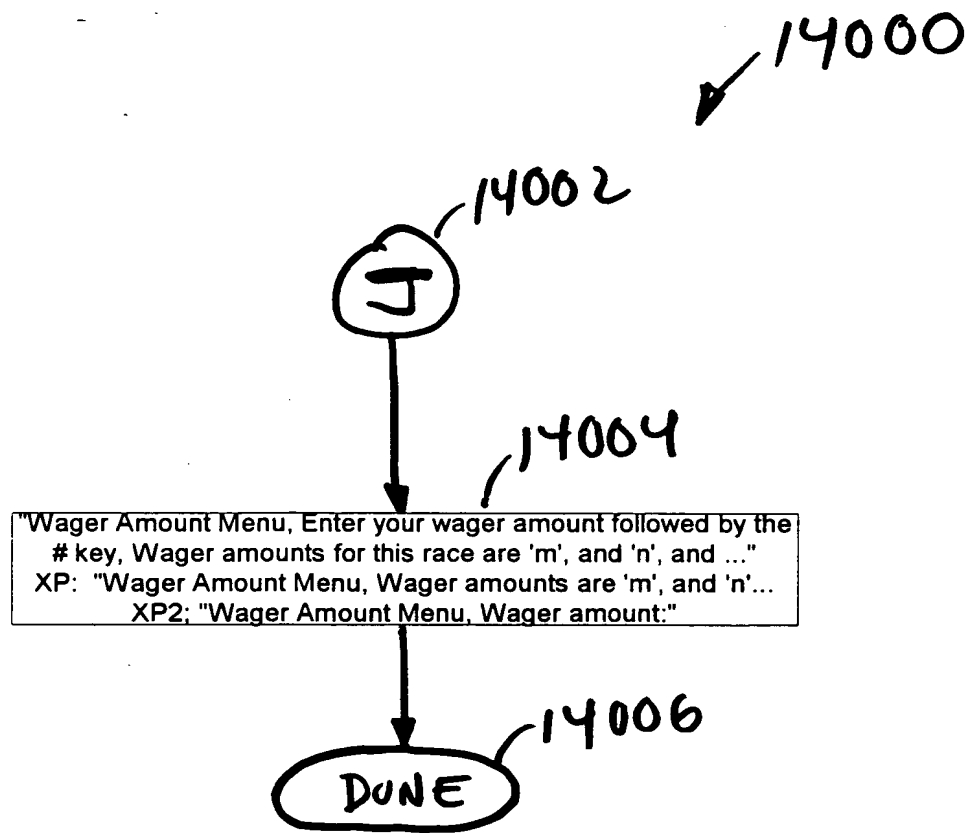 14000
14002
J
14004
"Wager Amount Menu, Enter your wager amount followed by the
# key, Wager amounts for this race are 'm', and 'n', and ..."
XP: "Wager Amount Menu, Wager amounts are 'm', and 'n'...
XP2; "Wager Amount Menu, Wager amount:"
14006
DONE